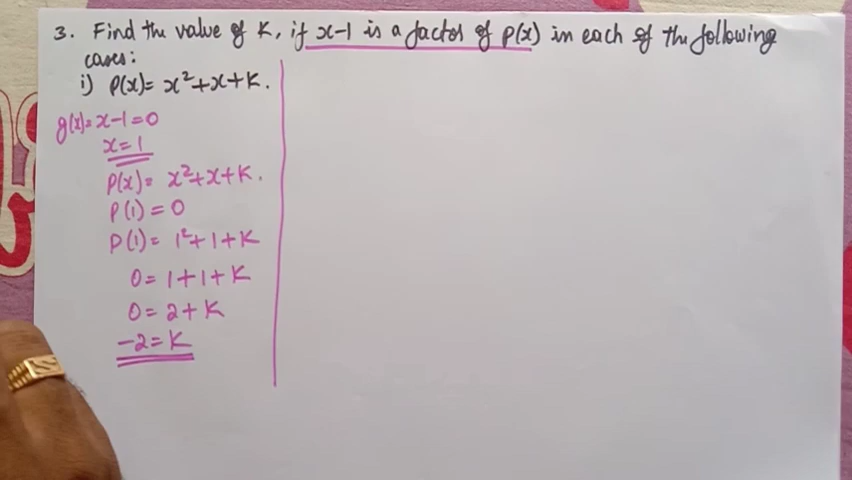 3. Find the value of K, if x-1 is a factor of P(x) in each of the following
cases:
i) P(x)= x²+x+K.
g(x)= x-1=0
x=1
P(x)= x²+x+K.
P(1)=0
P(1)= 1²+1+K
0=1+1+K
0=2+K
-2=K